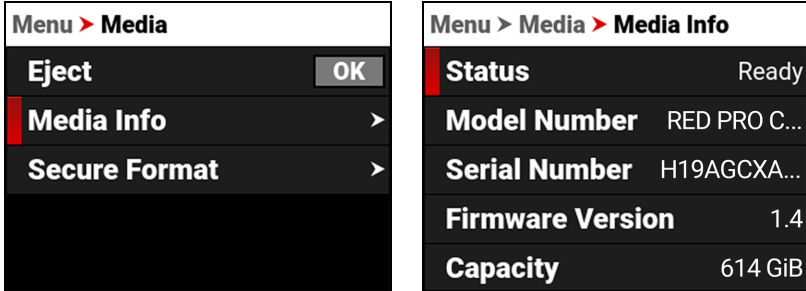 Menu > Media
Eject OK
Media Info >
Secure Format >
Menu > Media > Media Info
Status Ready
Model Number RED PRO C...
Serial Number H19AGCXA...
Firmware Version 1.4
Capacity 614 GiB